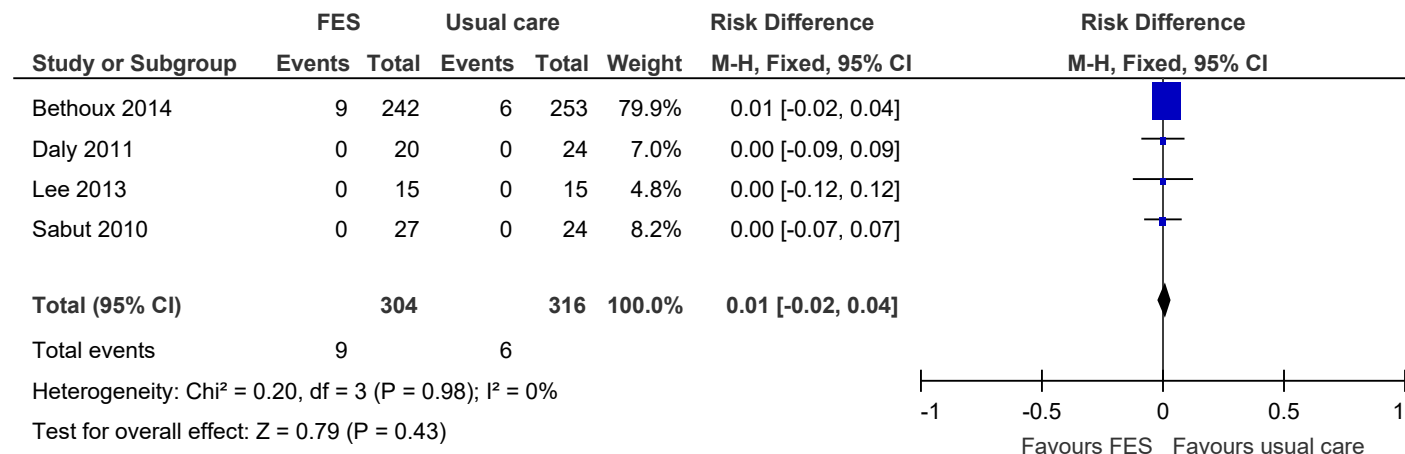 FES Usual care Risk Difference Risk Difference
Study or Subgroup Events Total Events Total Weight M-H, Fixed, 95% CI M-H, Fixed, 95% CI
Bethoux 2014 9 242 6 253 79.9% 0.01 [-0.02, 0.04]
Daly 2011 0 20 0 24 7.0% 0.00 [-0.09, 0.09]
Lee 2013 0 15 0 15 4.8% 0.00 [-0.12, 0.12]
Sabut 2010 0 27 0 24 8.2% 0.00 [-0.07, 0.07]
Total (95% CI) 304 316 100.0% 0.01 [-0.02, 0.04]
Total events 9 6
Heterogeneity: Chi² = 0.20, df = 3 (P = 0.98); I² = 0%
Test for overall effect: Z = 0.79 (P = 0.43)
-1 -0.5 0 0.5 1
Favours FES Favours usual care